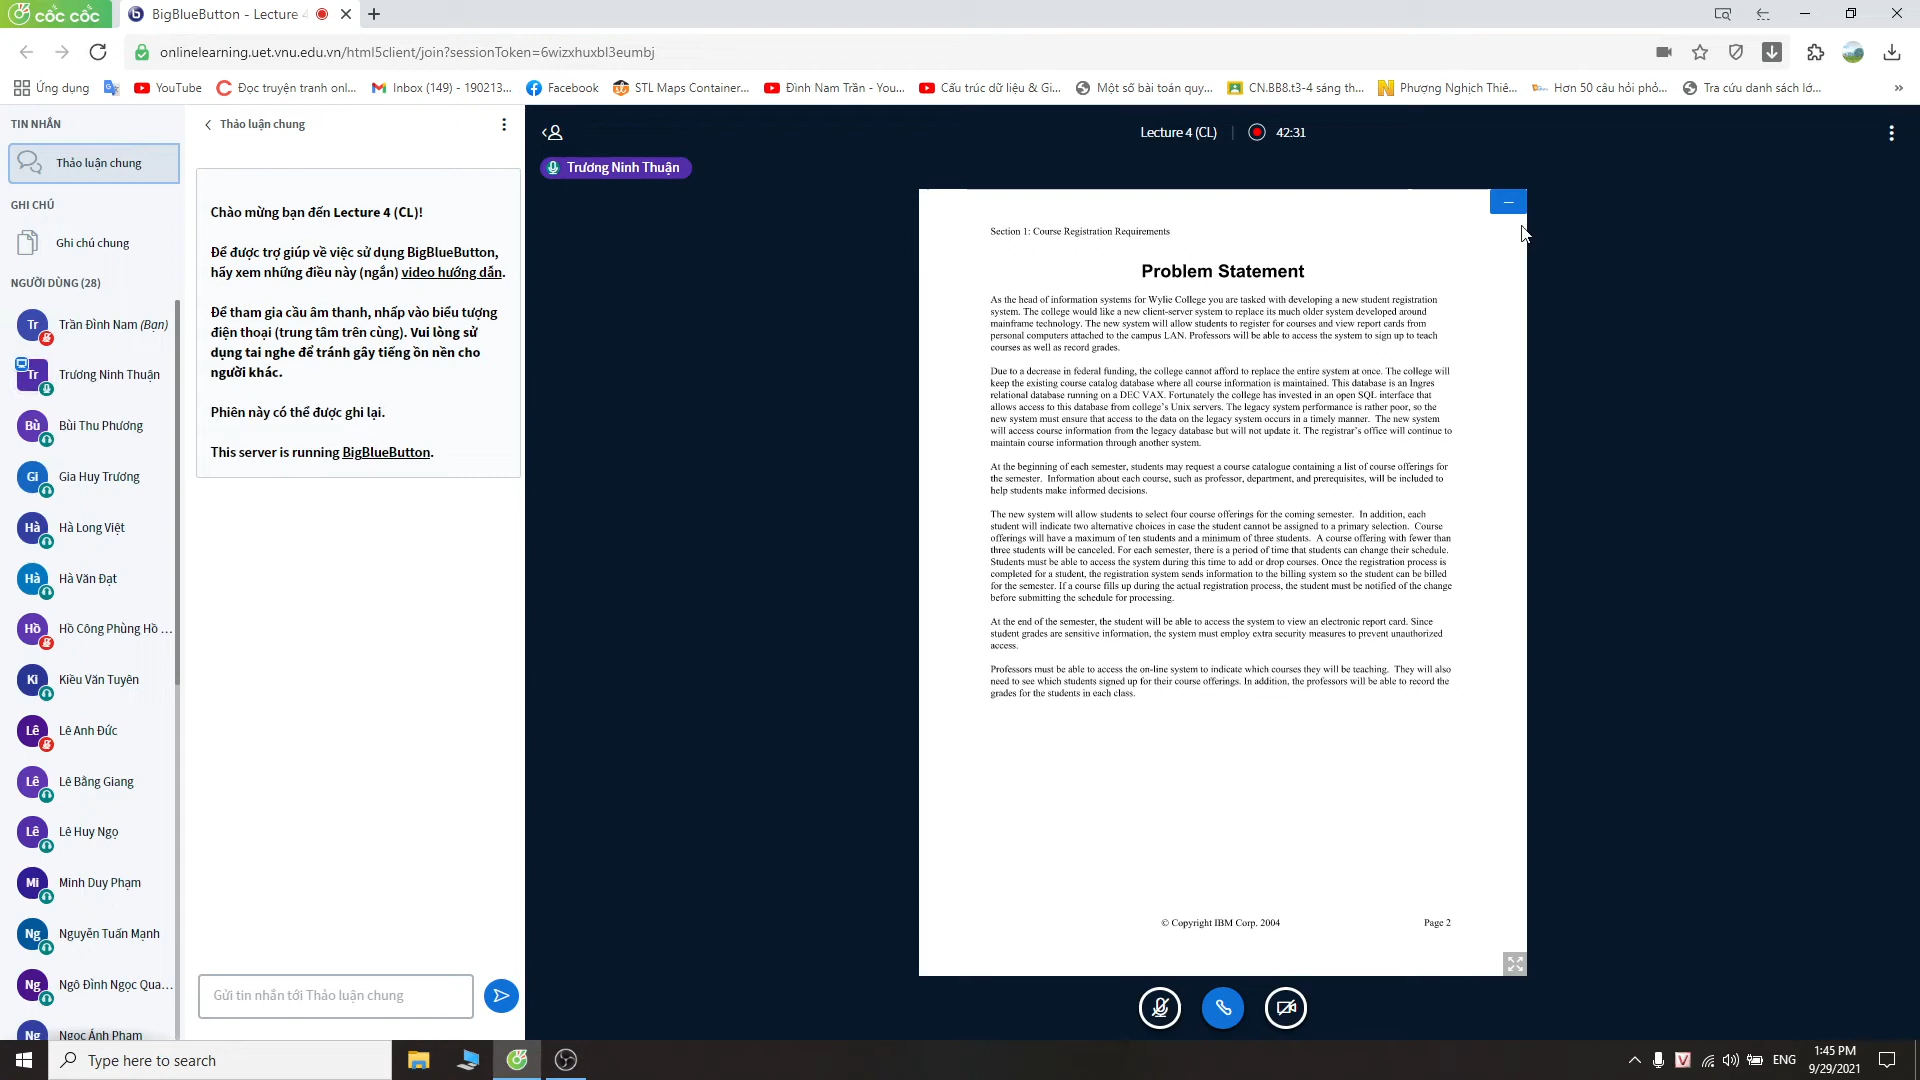 cốc cốc
BigBlueButton - Lecture 4
onlinelearning.uet.vnu.edu.vn/html5client/join?sessionToken=6wizxhuxbl3eumbj
Ứng dụng
YouTube
Đọc truyện tranh onl...
Inbox (149) - 190213...
Facebook
STL Maps Container...
Đình Nam Trần - You...
Cấu trúc dữ liệu & Gi...
Một số bài toán quy...
CN.BB8.t3-4 sáng th...
Phượng Nghịch Thiê...
Hơn 50 câu hỏi phỏ...
Tra cứu danh sách lớ...
TIN NHẮN
Thảo luận chung
GHI CHÚ
Ghi chú chung
NGƯỜI DÙNG (28)
Tr Trần Đình Nam (Bạn)
Tr Trương Ninh Thuận
Bù Bùi Thu Phương
Gi Gia Huy Trương
Hà Hà Long Việt
Hà Hà Văn Đạt
Hồ Hồ Công Phùng Hồ ...
Ki Kiều Văn Tuyên
Lê Lê Anh Đức
Lê Lê Bằng Giang
Lê Lê Huy Ngọ
Mi Minh Duy Phạm
Ng Nguyễn Tuấn Mạnh
Ng Ngô Đình Ngọc Qua...
Ng Ngọc Ánh Phạm
Thảo luận chung
Chào mừng bạn đến Lecture 4 (CL)!
Để được trợ giúp về việc sử dụng BigBlueButton,
hãy xem những điều này (ngắn) video hướng dẫn.
Để tham gia cầu âm thanh, nhấp vào biểu tượng
điện thoại (trung tâm trên cùng). Vui lòng sử
dụng tai nghe để tránh gây tiếng ồn nền cho
người khác.
Phiên này có thể được ghi lại.
This server is running BigBlueButton.
Gửi tin nhắn tới Thảo luận chung
Lecture 4 (CL)
42:31
Trương Ninh Thuận
Section 1: Course Registration Requirements
Problem Statement
As the head of information systems for Wylie College you are tasked with developing a new student registration
system. The college would like a new client-server system to replace its much older system developed around
mainframe technology. The new system will allow students to register for courses and view report cards from
personal computers attached to the campus LAN. Professors will be able to access the system to sign up to teach
courses as well as record grades.
Due to a decrease in federal funding, the college cannot afford to replace the entire system at once. The college will
keep the existing course catalog database where all course information is maintained. This database is an Ingres
relational database running on a DEC VAX. Fortunately the college has invested in an open SQL interface that
allows access to this database from college's Unix servers. The legacy system performance is rather poor, so the
new system must ensure that access to the data on the legacy system occurs in a timely manner. The new system
will access course information from the legacy database but will not update it. The registrar's office will continue to
maintain course information through another system.
At the beginning of each semester, students may request a course catalogue containing a list of course offerings for
the semester. Information about each course, such as professor, department, and prerequisites, will be included to
help students make informed decisions.
The new system will allow students to select four course offerings for the coming semester. In addition, each
student will indicate two alternative choices in case the student cannot be assigned to a primary selection. Course
offerings will have a maximum of ten students and a minimum of three students. A course offering with fewer than
three students will be canceled. For each semester, there is a period of time that students can change their schedule.
Students must be able to access the system during this time to add or drop courses. Once the registration process is
completed for a student, the registration system sends information to the billing system so the student can be billed
for the semester. If a course fills up during the actual registration process, the student must be notified of the change
before submitting the schedule for processing.
At the end of the semester, the student will be able to access the system to view an electronic report card. Since
student grades are sensitive information, the system must employ extra security measures to prevent unauthorized
access.
Professors must be able to access the on-line system to indicate which courses they will be teaching. They will also
need to see which students signed up for their course offerings. In addition, the professors will be able to record the
grades for the students in each class.
© Copyright IBM Corp. 2004
Page 2
Type here to search
V
ENG
1:45 PM
9/29/2021